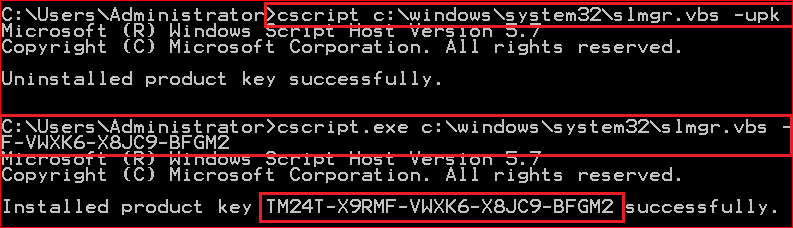 C:\Users\Administrator>cscript c:\windows\system32\slmgr.vbs -upk
Microsoft (R) Windows Script Host Version 5.7
Copyright (C) Microsoft Corporation. All rights reserved.
Uninstalled product key successfully.
C:\Users\Administrator>cscript.exe c:\windows\system32\slmgr.vbs -
F-VWXK6-X8JC9-BFGM2
Microsoft (R) Windows Script Host Version 5.7
Copyright (C) Microsoft Corporation. All rights reserved.
Installed product key TM24T-X9RMF-VWXK6-X8JC9-BFGM2 successfully.